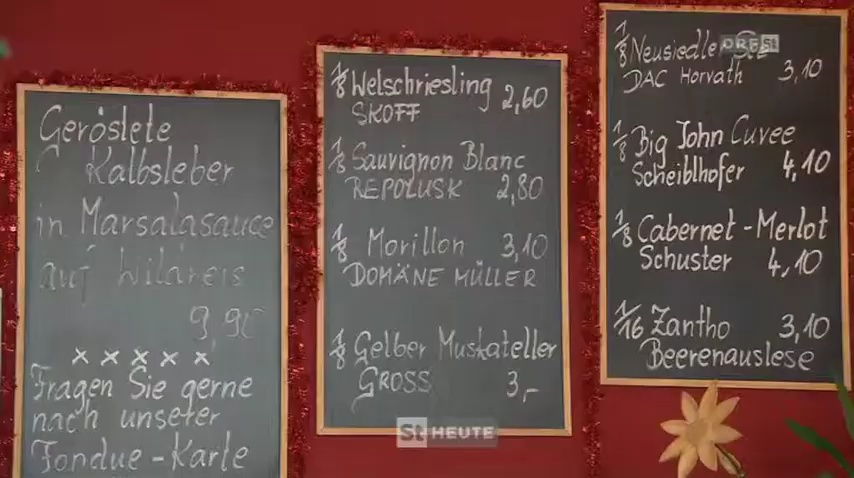 Geröstete
Kalbsleber
in Marsalasauce
auf Wildreis
9,90
x x x x x
Fragen Sie gerne
nach unserer
Fondue-Karte
1/8 Welschriesling 2,60
SKOFF
1/8 Sauvignon Blanc
REPOLUSK 2,80
1/8 Morillon 3,10
DOMÄNE MÜLLER
1/8 Gelber Muskateller
GROSS 3,-
1/8 Neusiedler
DAC Horvath 3,10
1/8 Big John Cuvee
Scheiblhofer 4,10
1/8 Cabernet-Merlot
Schuster 4,10
1/16 Zantho 3,10
Beerenauslese
ORF St
St HEUTE